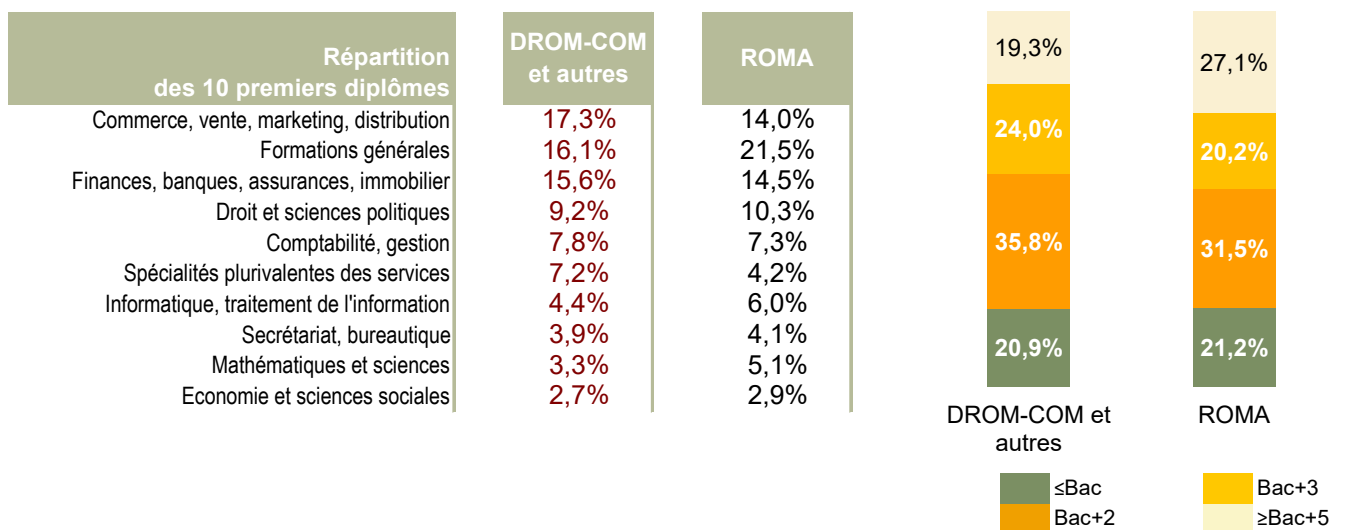 Répartition
des 10 premiers diplômes
DROM-COM
et autres
ROMA
Commerce, vente, marketing, distribution 17,3% 14,0%
Formations générales 16,1% 21,5%
Finances, banques, assurances, immobilier 15,6% 14,5%
Droit et sciences politiques 9,2% 10,3%
Comptabilité, gestion 7,8% 7,3%
Spécialités plurivalentes des services 7,2% 4,2%
Informatique, traitement de l'information 4,4% 6,0%
Secrétariat, bureautique 3,9% 4,1%
Mathématiques et sciences 3,3% 5,1%
Economie et sciences sociales 2,7% 2,9%
19,3% 27,1%
24,0% 20,2%
35,8% 31,5%
20,9% 21,2%
DROM-COM et
autres
ROMA
≤Bac Bac+3
Bac+2 ≥Bac+5